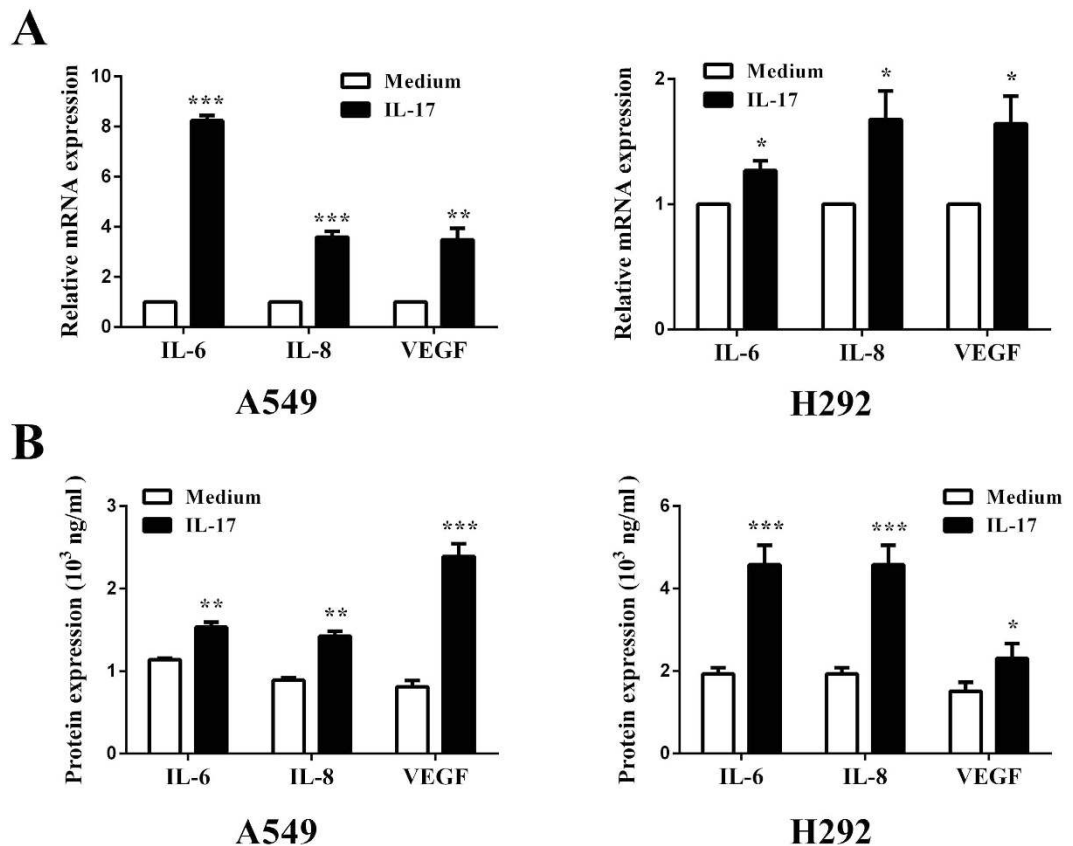 A
Relative mRNA expression
10
8
6
4
2
0
Medium
IL-17
***
***
**
IL-6 IL-8 VEGF
A549
Relative mRNA expression
2
1
0
Medium
IL-17
*
*
*
IL-6 IL-8 VEGF
H292
B
Protein expression (10³ ng/ml )
3
2
1
0
Medium
IL-17
**
**
***
IL-6 IL-8 VEGF
A549
Protein expression (10³ ng/ml )
6
4
2
0
Medium
IL-17
***
***
*
IL-6 IL-8 VEGF
H292